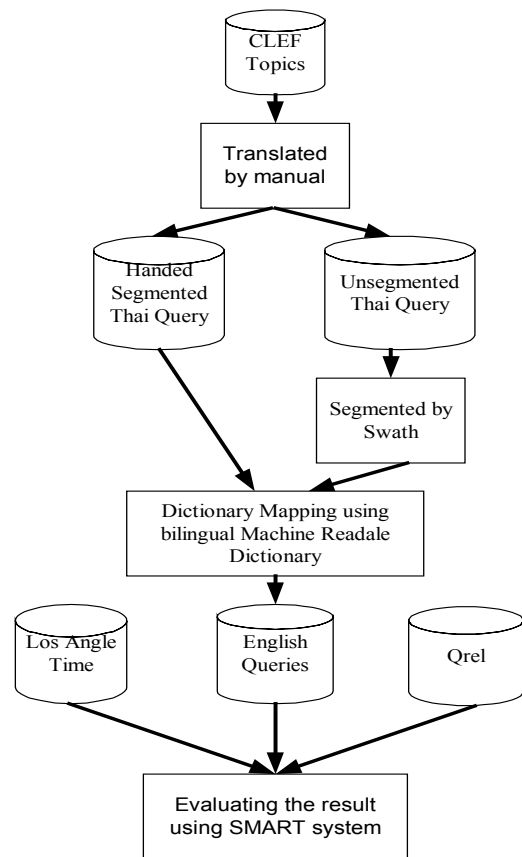 CLEF
Topics
Translated
by manual
Handed
Segmented
Thai Query
Unsegmented
Thai Query
Segmented by
Swath
Dictionary Mapping using
bilingual Machine Readale
Dictionary
Los Angle
Time
English
Queries
Qrel
Evaluating the result
using SMART system